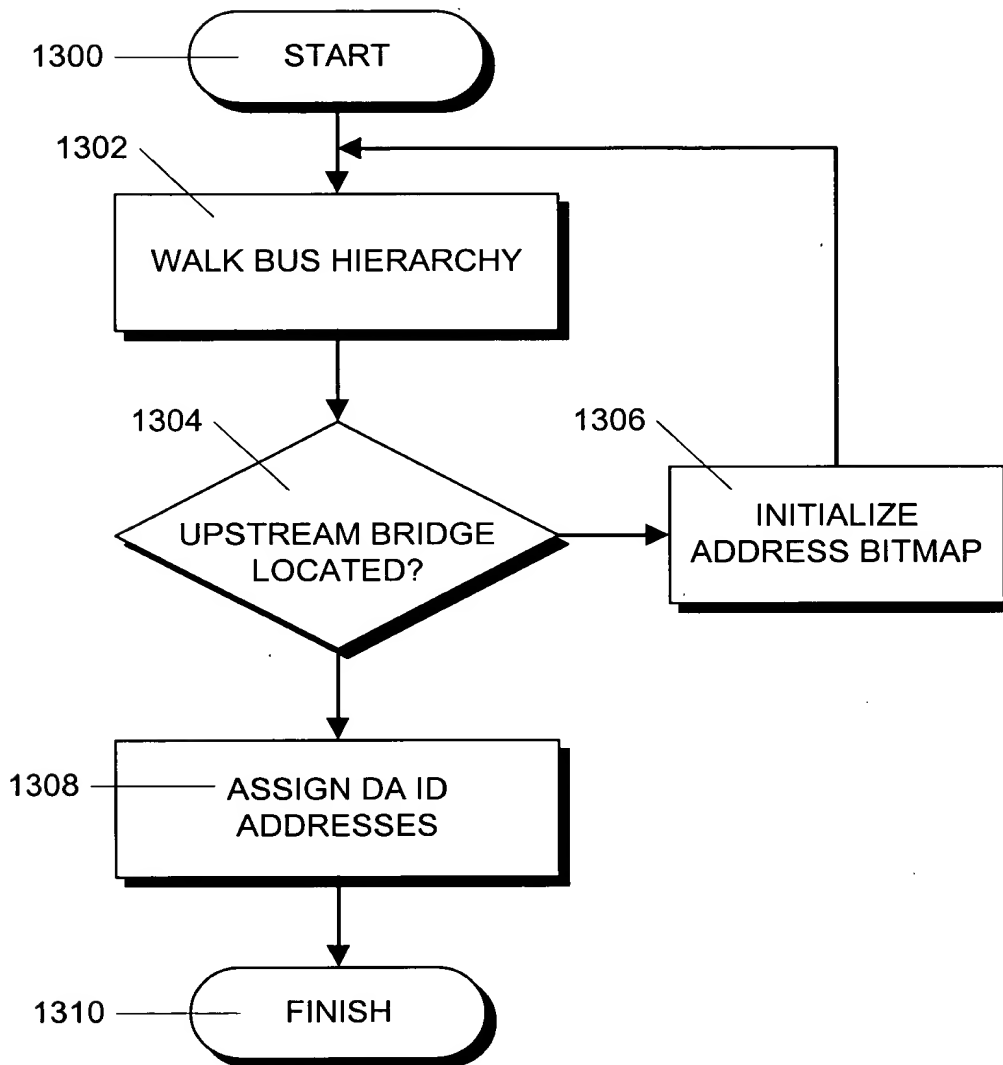 1300
START
1302
WALK BUS HIERARCHY
1304
UPSTREAM BRIDGE
LOCATED?
1306
INITIALIZE
ADDRESS BITMAP
1308
ASSIGN DA ID
ADDRESSES
1310
FINISH